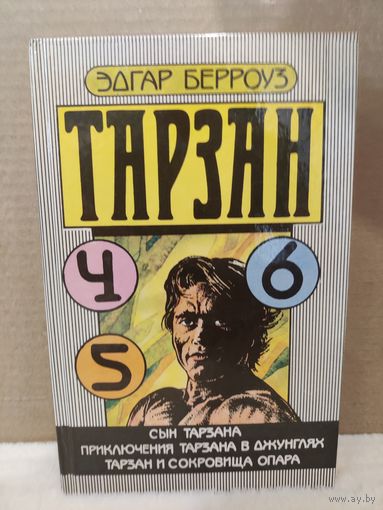 ЭДГАР БЕРРОУЗ
ТАРЗАН
4
6
5
СЫН ТАРЗАНА
ПРИКЛЮЧЕНИЯ ТАРЗАНА В ДЖУНГЛЯХ
ТАРЗАН И СОКРОВИЩА ОПАРА
www.ay.by